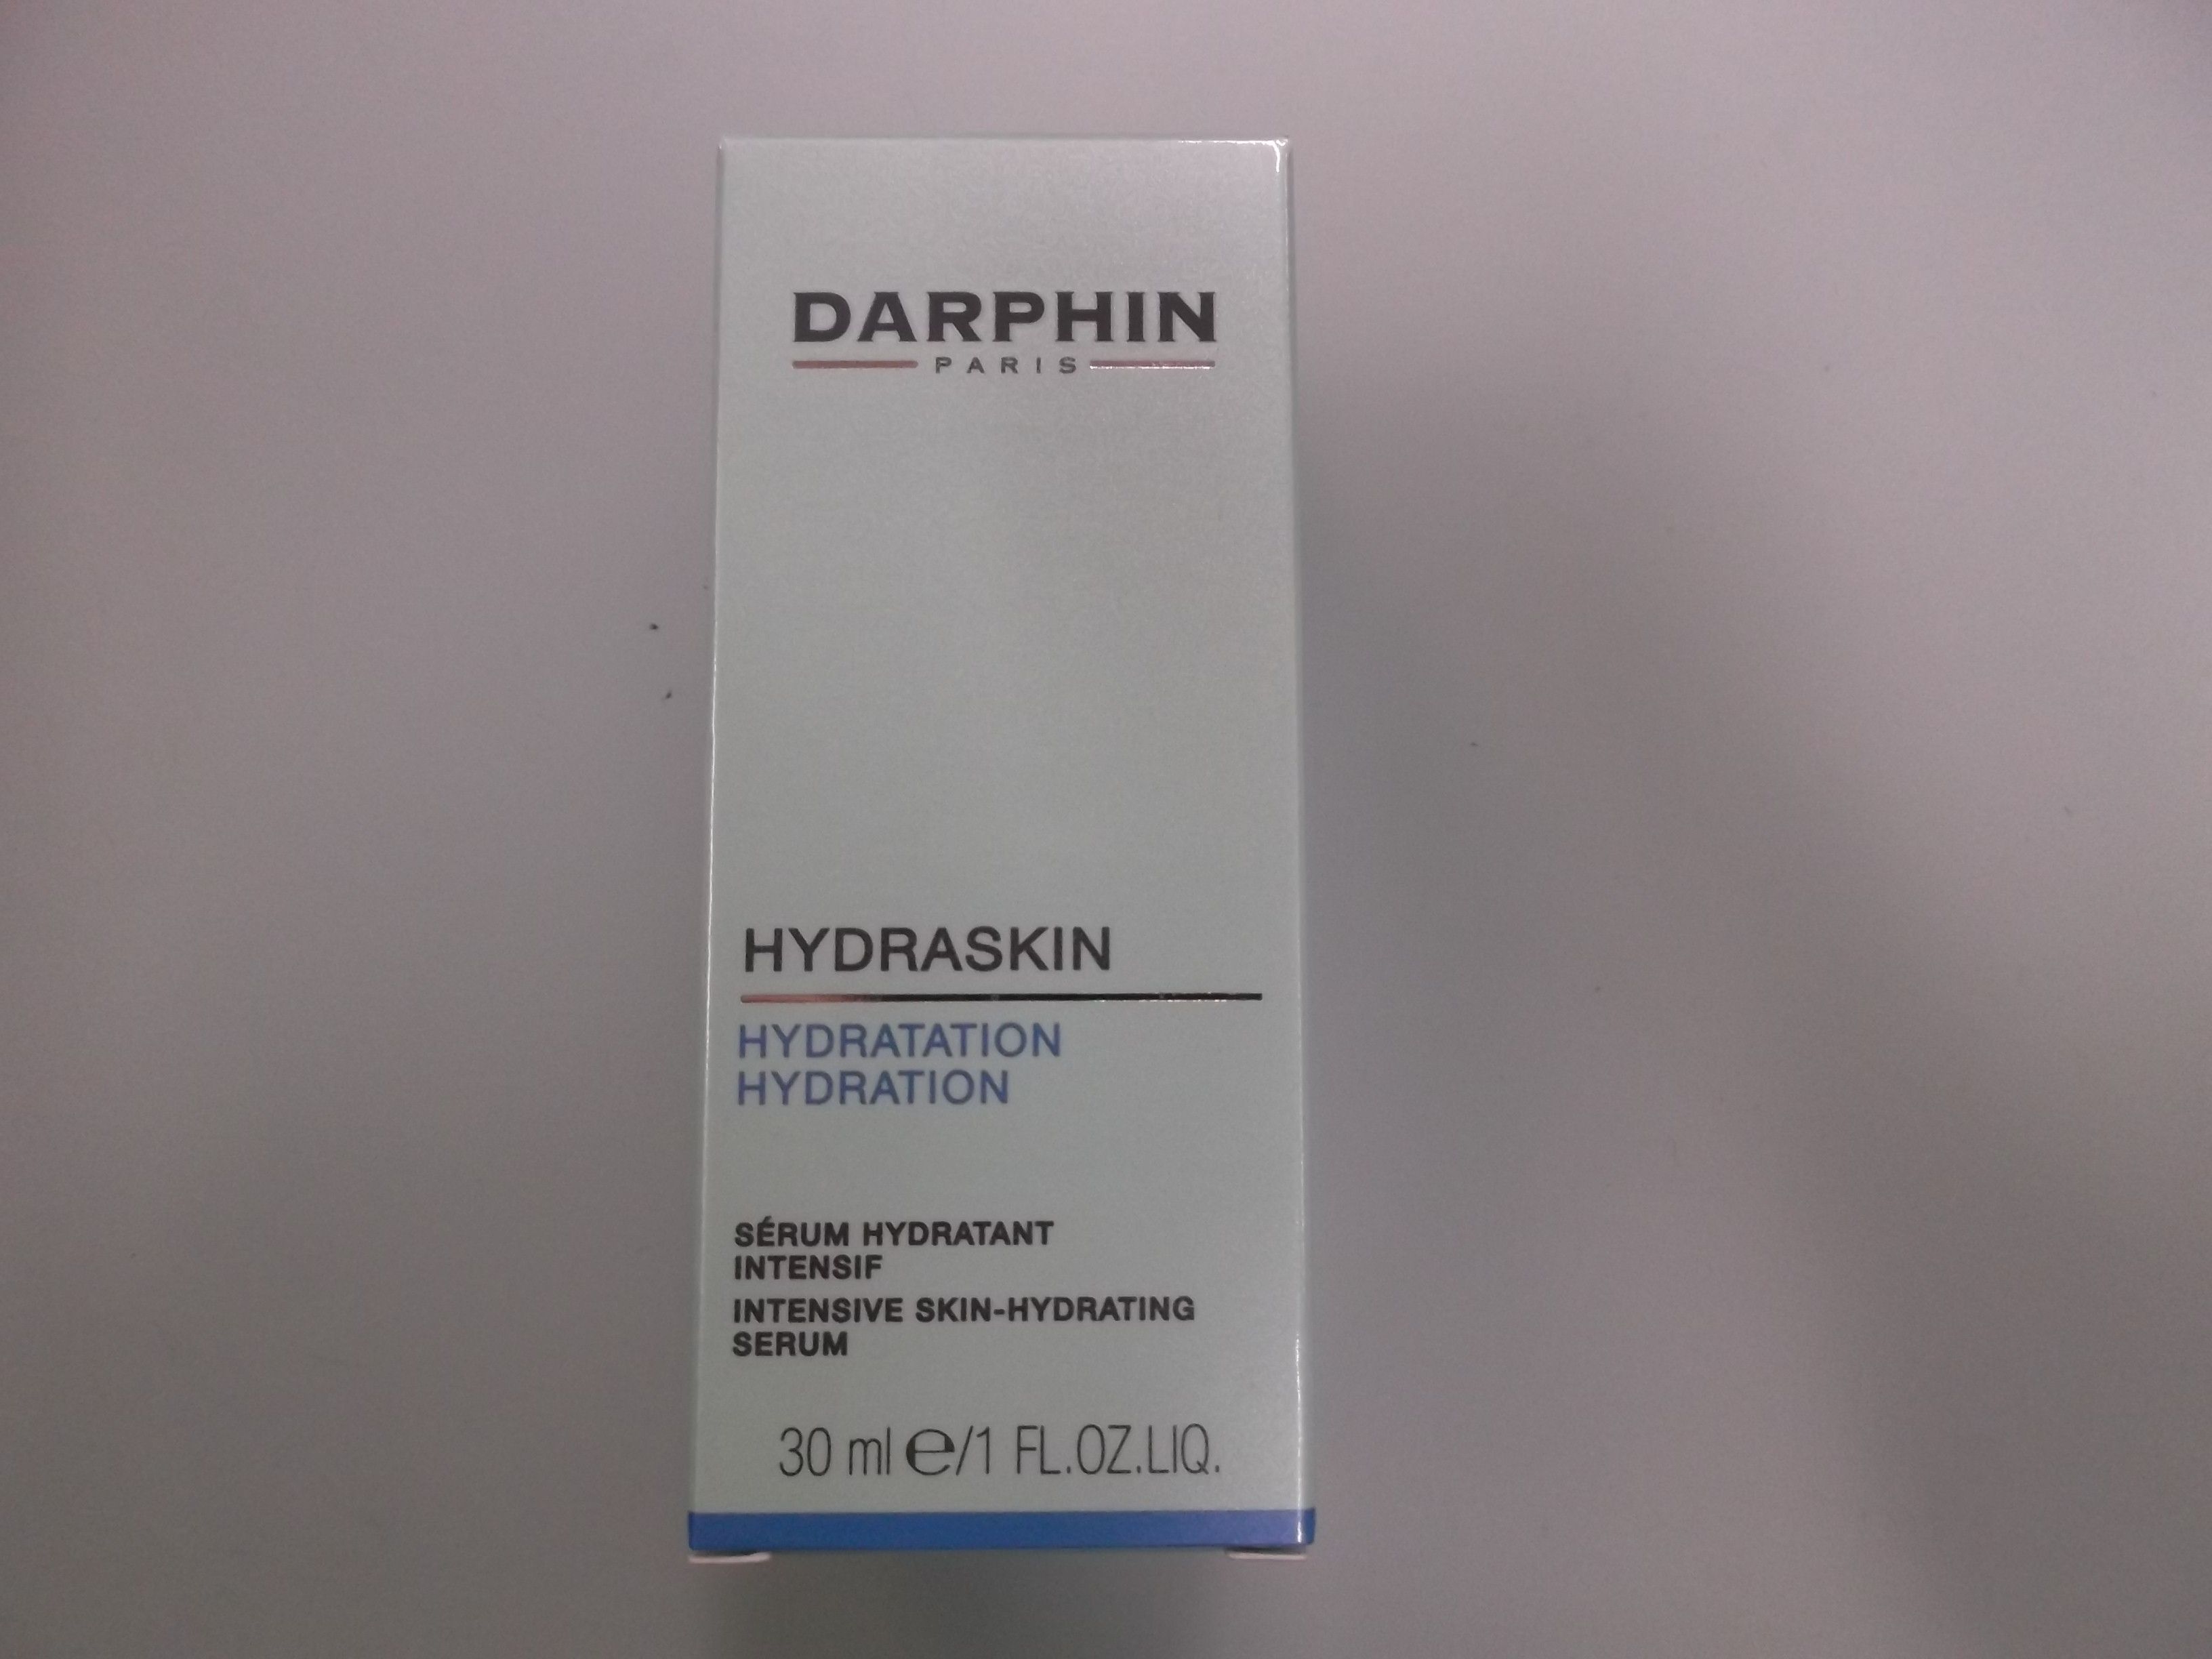 DARPHIN
PARIS
HYDRASKIN
HYDRATATION
HYDRATION
SÉRUM HYDRATANT
INTENSIF
INTENSIVE SKIN-HYDRATING
SERUM
30 ml e/1 FL.OZ.LIQ.